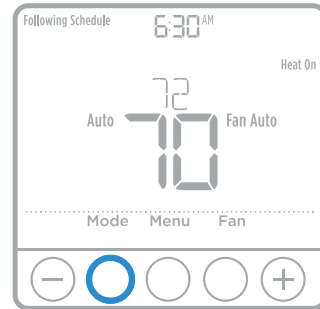 Following Schedule 6:30 AM
Heat On
72
Auto 70 Fan Auto
Mode Menu Fan
− +